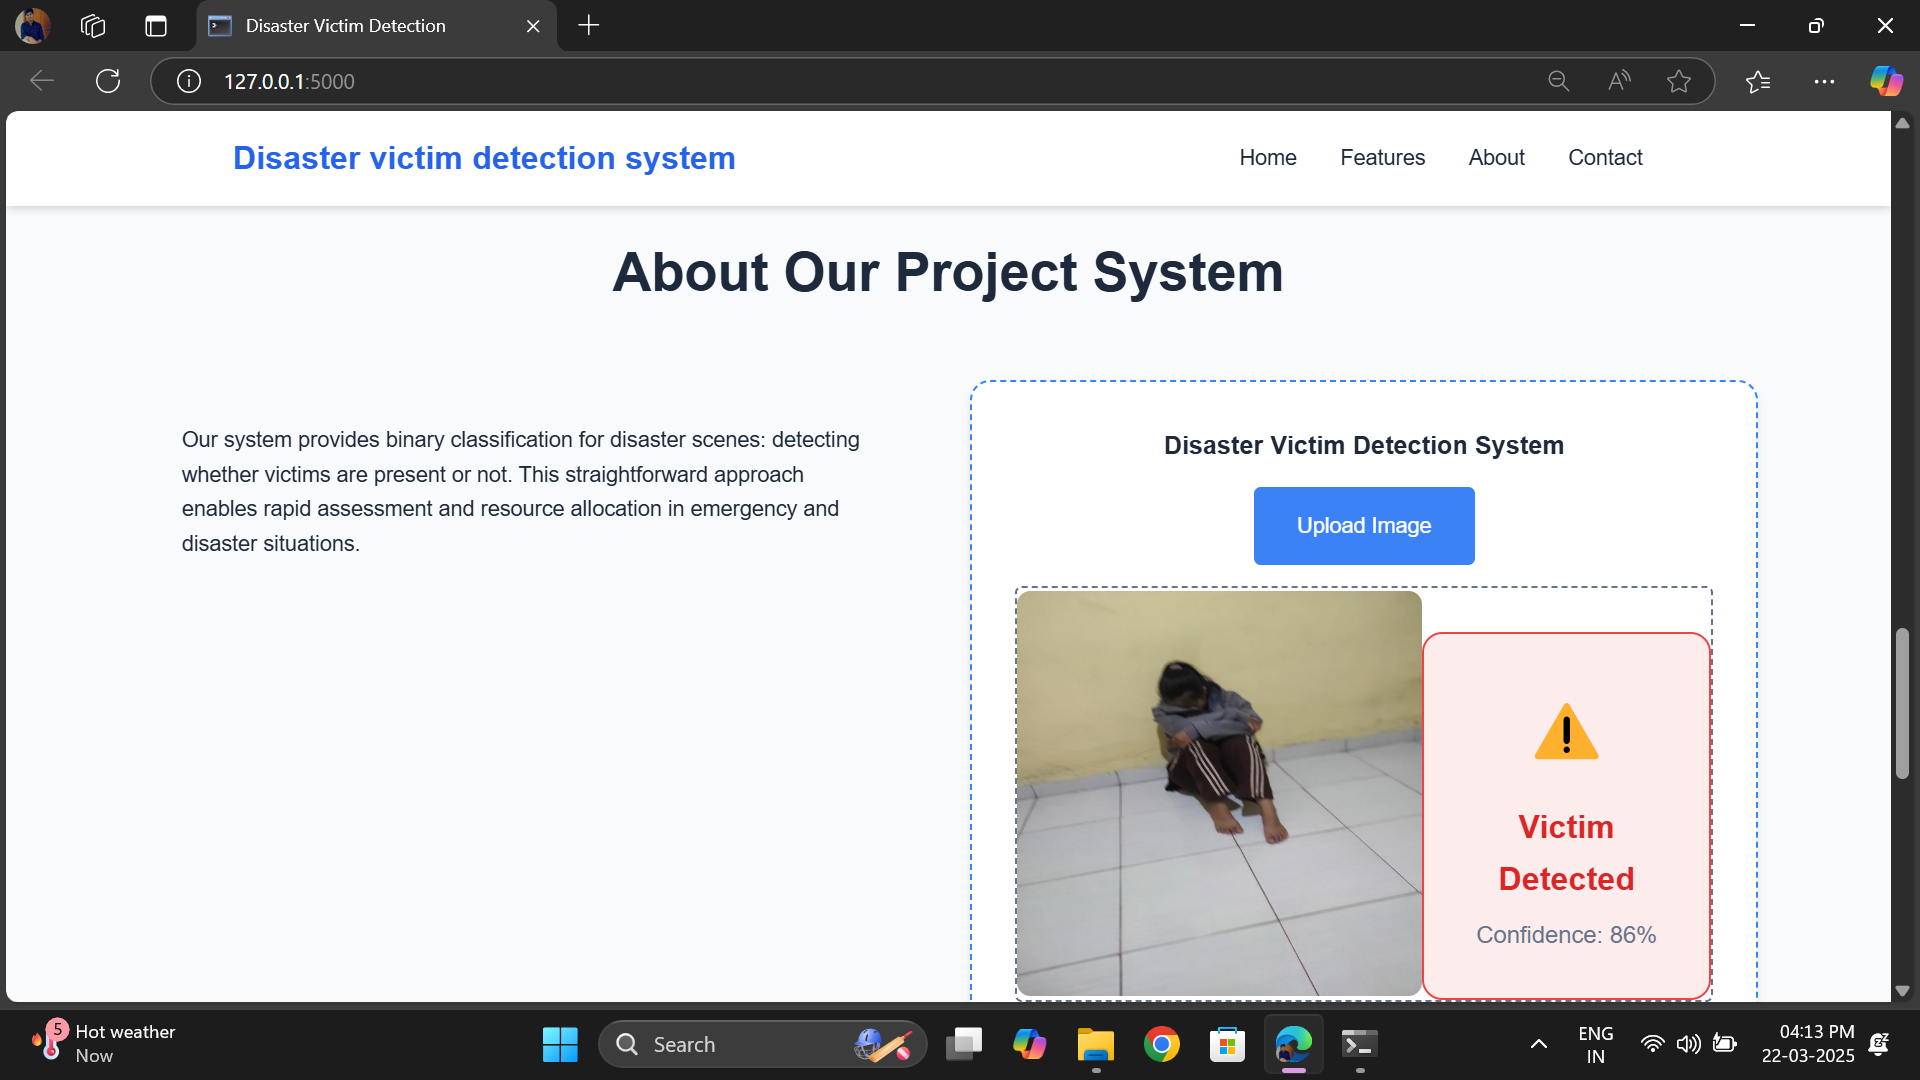 Disaster Victim Detection
127.0.0.1:5000
Disaster victim detection system
Home
Features
About
Contact
About Our Project System
Our system provides binary classification for disaster scenes: detecting
whether victims are present or not. This straightforward approach
enables rapid assessment and resource allocation in emergency and
disaster situations.
Disaster Victim Detection System
Upload Image
Victim
Detected
Confidence: 86%
5
Hot weather
Now
Search
ENG
IN
04:13 PM
22-03-2025